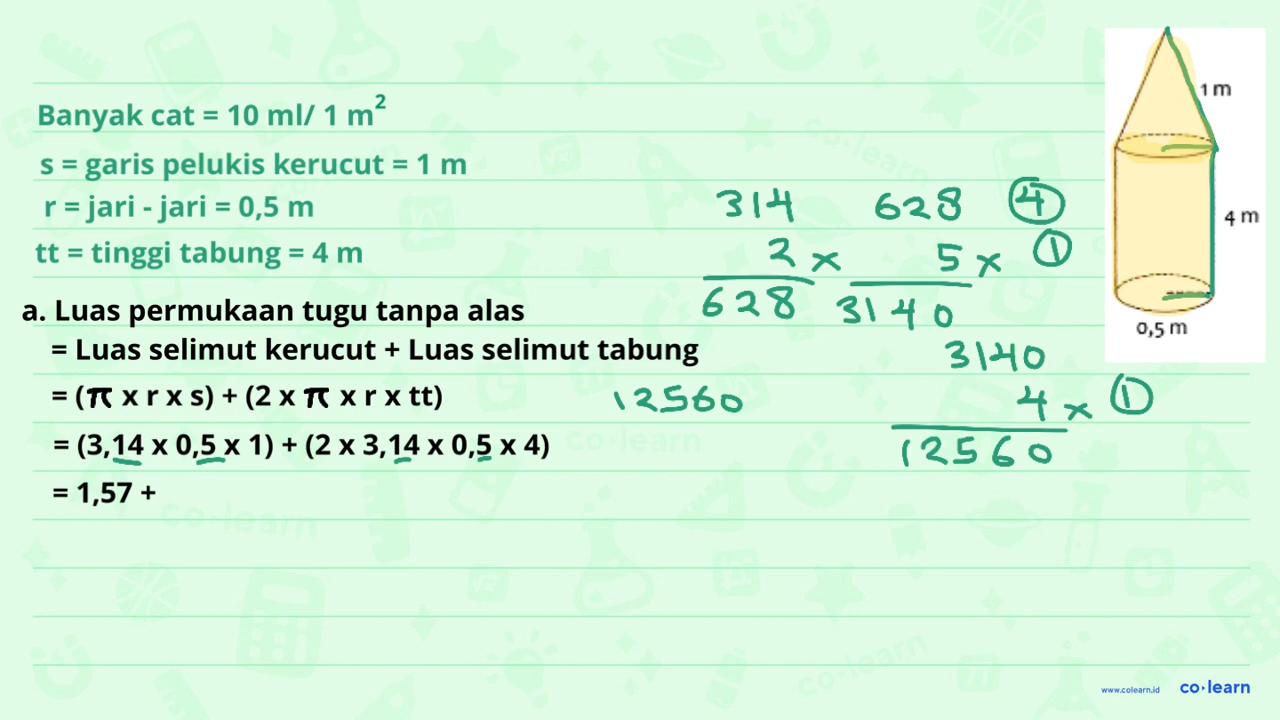 Banyak cat = 10 ml/ 1 m²
s = garis pelukis kerucut = 1 m
r = jari - jari = 0,5 m
tt = tinggi tabung = 4 m
a. Luas permukaan tugu tanpa alas
= Luas selimut kerucut + Luas selimut tabung
= (π x r x s) + (2 x π x r x tt)
= (3,14 x 0,5 x 1) + (2 x 3,14 x 0,5 x 4)
= 1,57 +
12560
314
2 x
628
628 4
5 x 1
3140
3140
4 x 1
12560
1 m
4 m
0,5 m
www.colearn.id co·learn